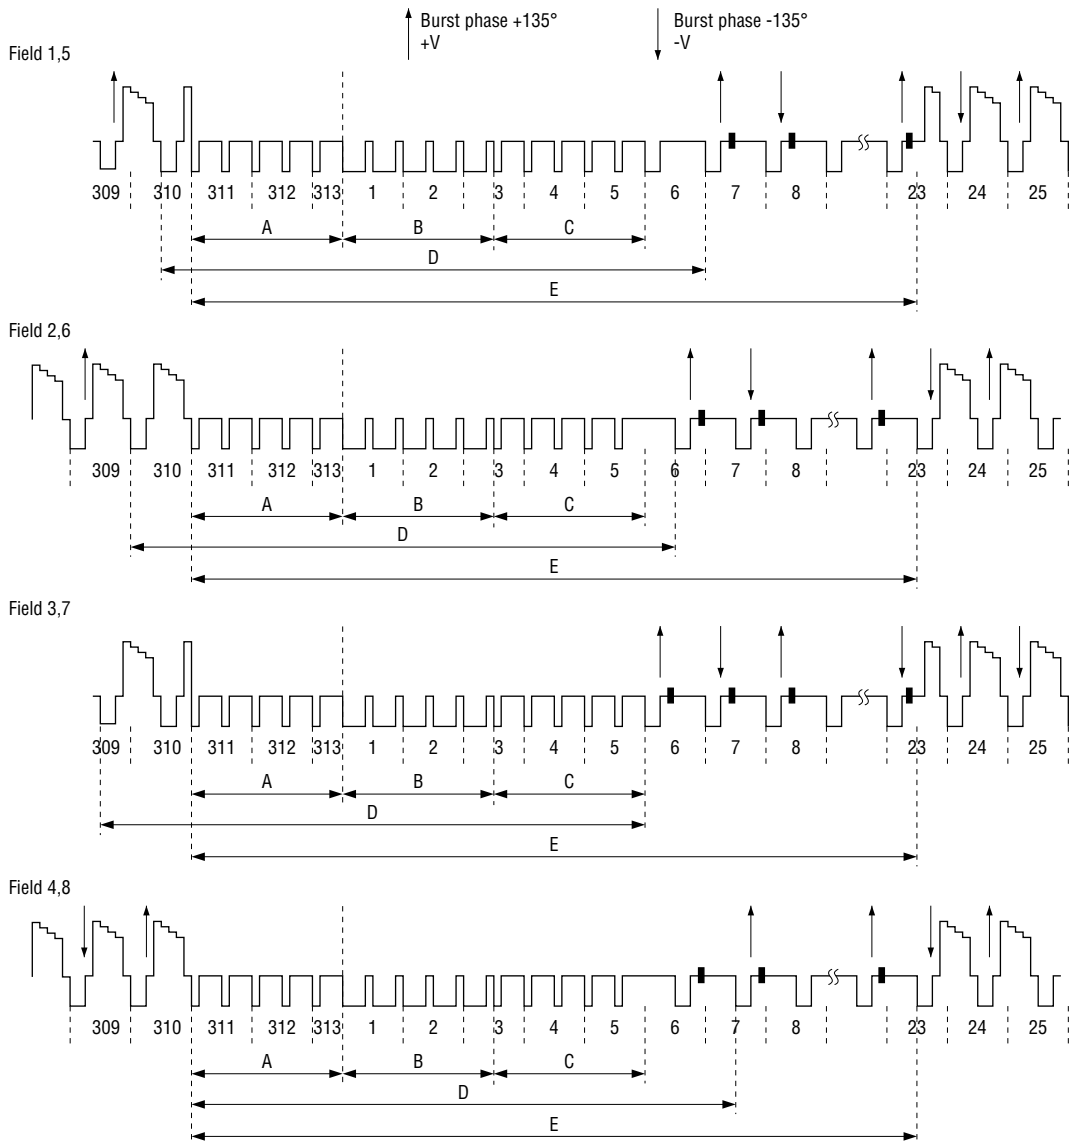 Burst phase +135°
+V
Burst phase -135°
-V
Field 1,5
309 310 311 312 313 1 2 3 4 5 6 7 8 23 24 25
A B C
D
E
Field 2,6
309 310 311 312 313 1 2 3 4 5 6 7 8 23 24 25
A B C
D
E
Field 3,7
309 310 311 312 313 1 2 3 4 5 6 7 8 23 24 25
A B C
D
E
Field 4,8
309 310 311 312 313 1 2 3 4 5 6 7 8 23 24 25
A B C
D
E